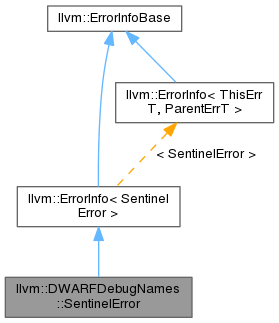 llvm::ErrorInfoBase
llvm::ErrorInfo< ThisErr
T, ParentErrT >
< SentinelError >
llvm::ErrorInfo< Sentinel
Error >
llvm::DWARFDebugNames
::SentinelError